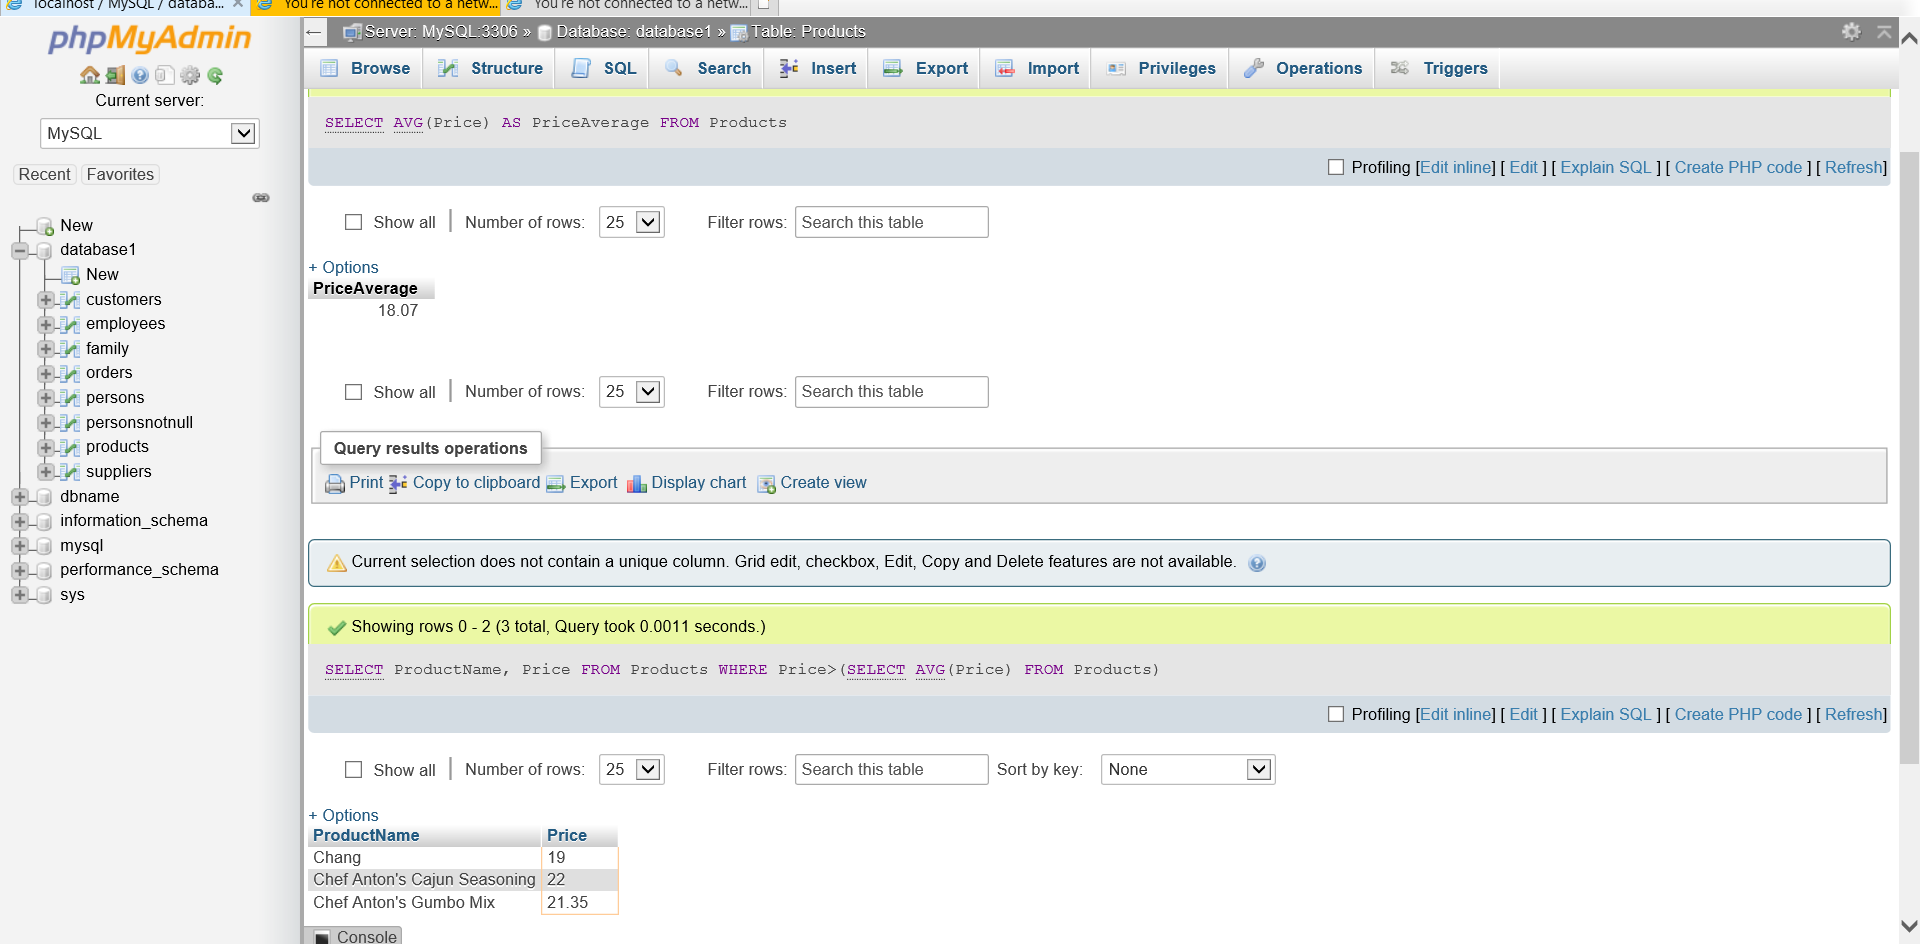 localhost / MySQL / databa...
You're not connected to a netw...
You're not connected to a netw...
phpMyAdmin
Current server:
MySQL
Recent Favorites
New
database1
New
customers
employees
family
orders
persons
personsnotnull
products
suppliers
dbname
information_schema
mysql
performance_schema
sys
Server: MySQL:3306 » Database: database1 » Table: Products
Browse Structure SQL Search Insert Export Import Privileges Operations Triggers
SELECT AVG(Price) AS PriceAverage FROM Products
Profiling [Edit inline] [ Edit ] [ Explain SQL ] [ Create PHP code ] [ Refresh]
Show all | Number of rows: 25 Filter rows: Search this table
+ Options
PriceAverage
18.07
Show all | Number of rows: 25 Filter rows: Search this table
Query results operations
Print Copy to clipboard Export Display chart Create view
Current selection does not contain a unique column. Grid edit, checkbox, Edit, Copy and Delete features are not available.
Showing rows 0 - 2 (3 total, Query took 0.0011 seconds.)
SELECT ProductName, Price FROM Products WHERE Price>(SELECT AVG(Price) FROM Products)
Profiling [Edit inline] [ Edit ] [ Explain SQL ] [ Create PHP code ] [ Refresh]
Show all | Number of rows: 25 Filter rows: Search this table Sort by key: None
+ Options
ProductName Price
Chang 19
Chef Anton's Cajun Seasoning 22
Chef Anton's Gumbo Mix 21.35
Console